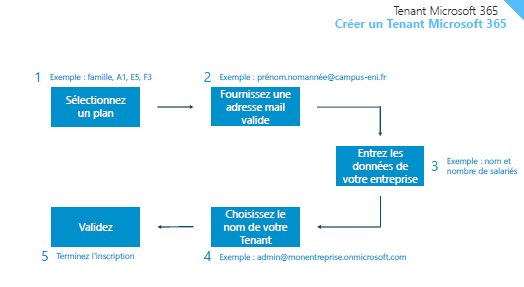 Tenant Microsoft 365
Créer un Tenant Microsoft 365
1 Exemple : famille, A1, E5, F3
Sélectionnez
un plan
2 Exemple : prénom.nomannée@campus-eni.fr
Fournissez une
adresse mail
valide
Entrez les
données de
votre entreprise
3 Exemple : nom et
nombre de salariés
Choisissez le
nom de votre
Tenant
4 Exemple : admin@monentreprise.onmicrosoft.com
Validez
5 Terminez l'inscription